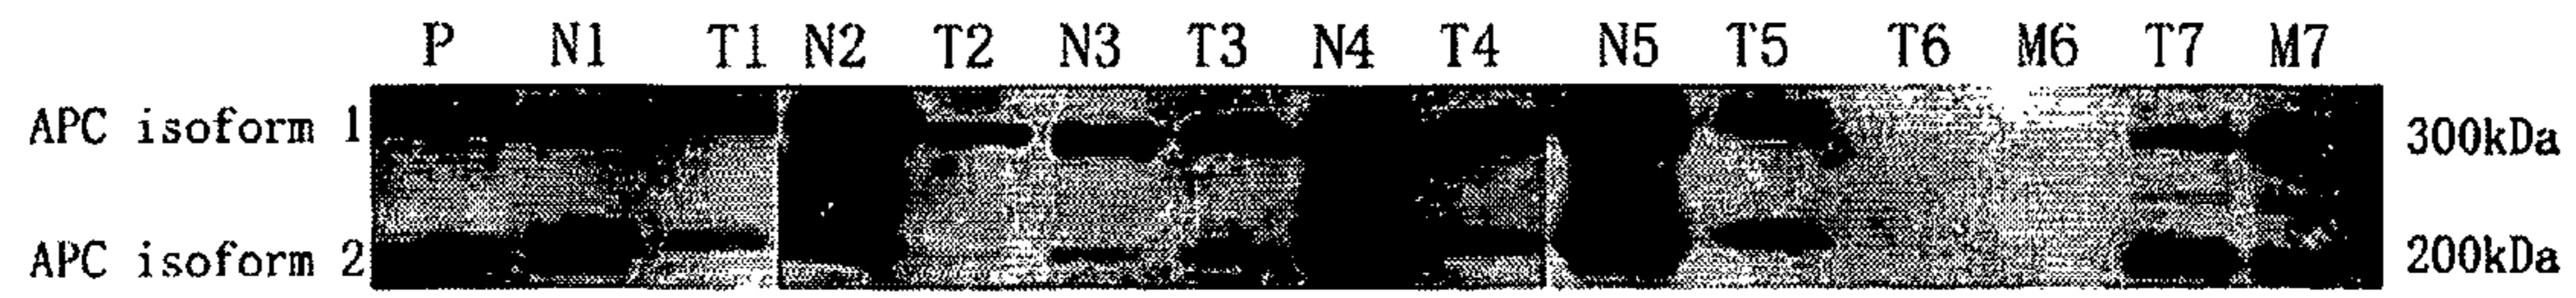 P N1 T1 N2 T2 N3 T3 N4 T4 N5 T5 T6 M6 T7 M7
APC isoform 1 300kDa
APC isoform 2 200kDa